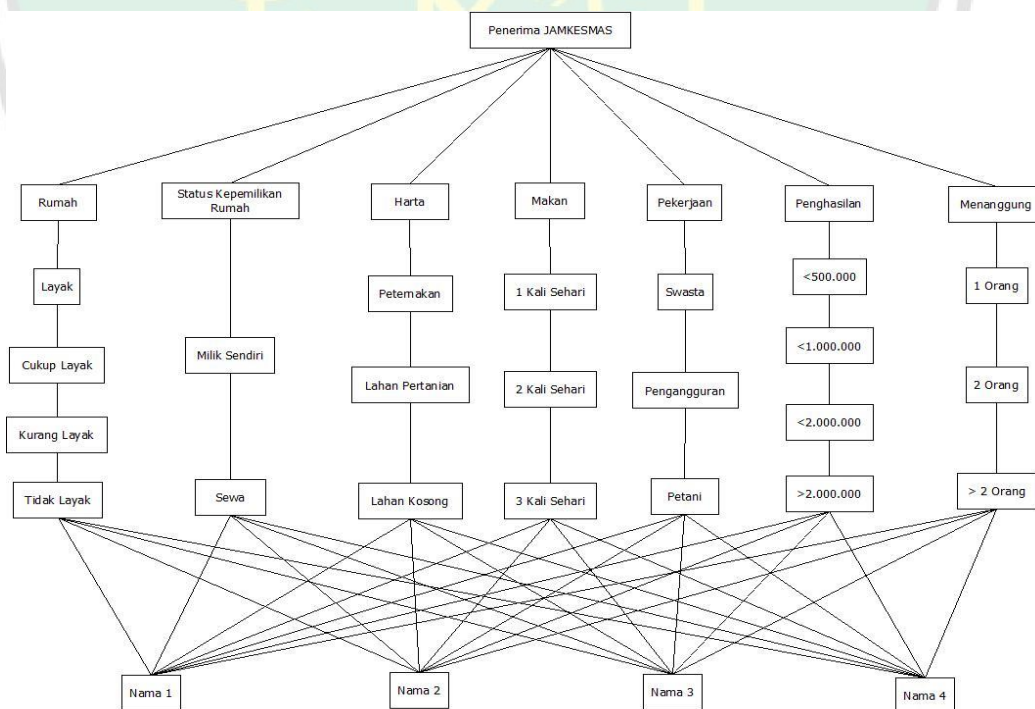 Penerima JAMKESMAS
Rumah
Status Kepemilikan
Rumah
Harta
Makan
Pekerjaan
Penghasilan
Menanggung
Layak
Peternakan
1 Kali Sehari
Swasta
<500.000
1 Orang
Cukup Layak
Milik Sendiri
Lahan Pertanian
2 Kali Sehari
Pengangguran
<1.000.000
2 Orang
Kurang Layak
<2.000.000
Tidak Layak
Sewa
Lahan Kosong
3 Kali Sehari
Petani
>2.000.000
> 2 Orang
Nama 1
Nama 2
Nama 3
Nama 4